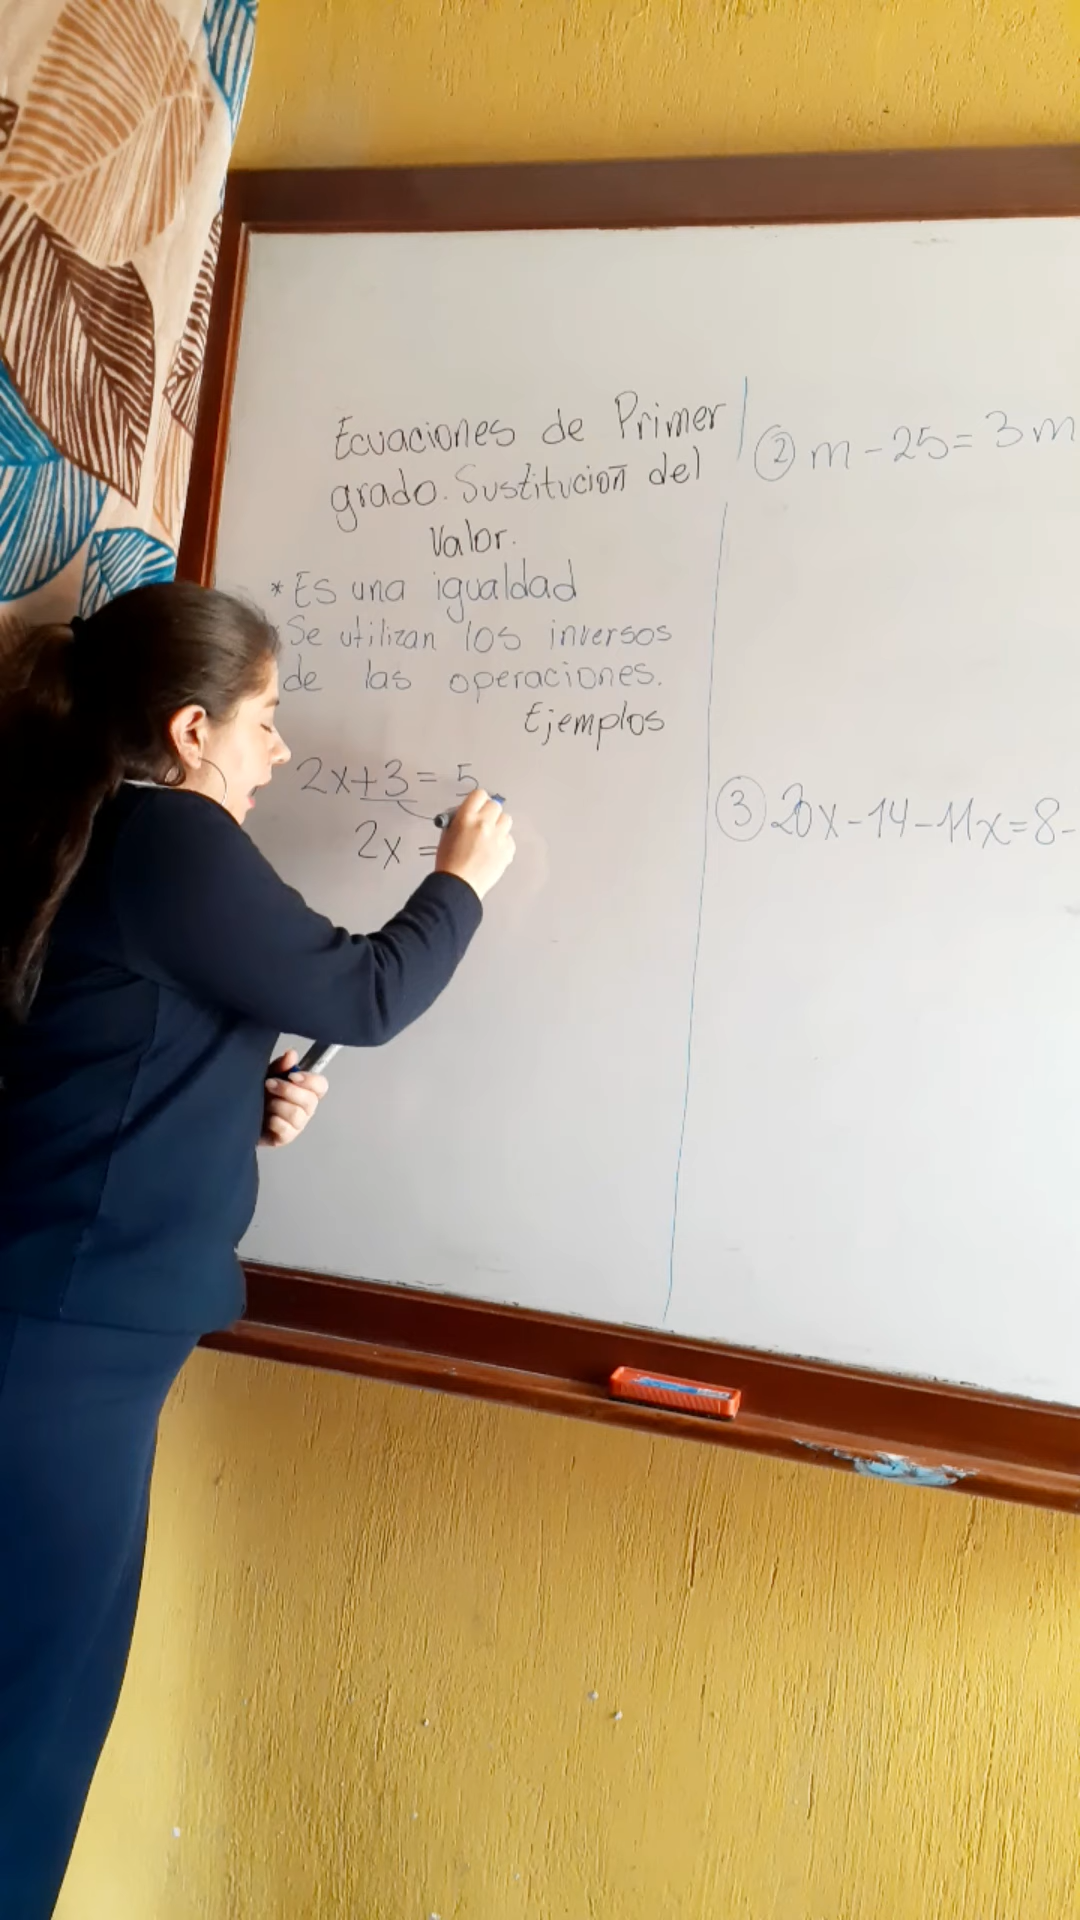 Ecuaciones de Primer
grado. Sustitución del
Valor.
* Es una igualdad
Se utilizan los inversos
de las operaciones.
Ejemplos
2x+3= 5
2x =
② m-25=3m
③ 20x-14-11x=8-